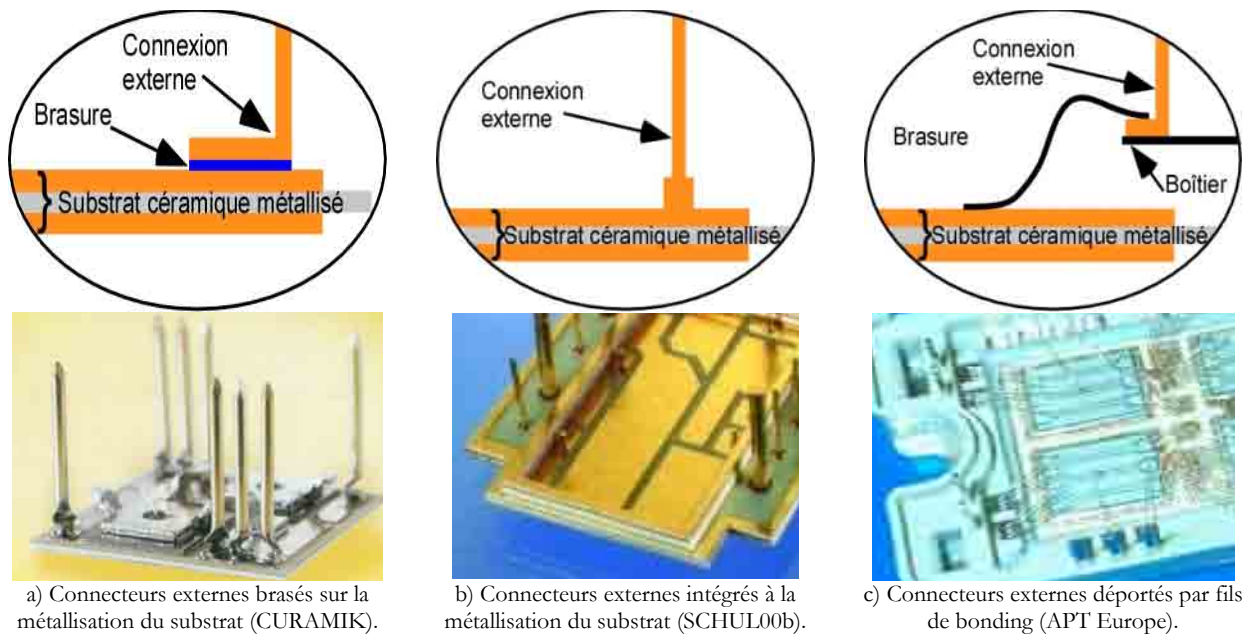 Connexion
externe
Brasure
Substrat céramique métallisé
Connexion
externe
Substrat céramique mètallisé
Connexion
externe
Brasure
Boîtier
Substrat céramique mètallisé
a) Connecteurs externes brasés sur la
métallisation du substrat (CURAMIK).
b) Connecteurs externes intégrés à la
métallisation du substrat (SCHUL00b).
c) Connecteurs externes déportés par fils
de bonding (APT Europe).